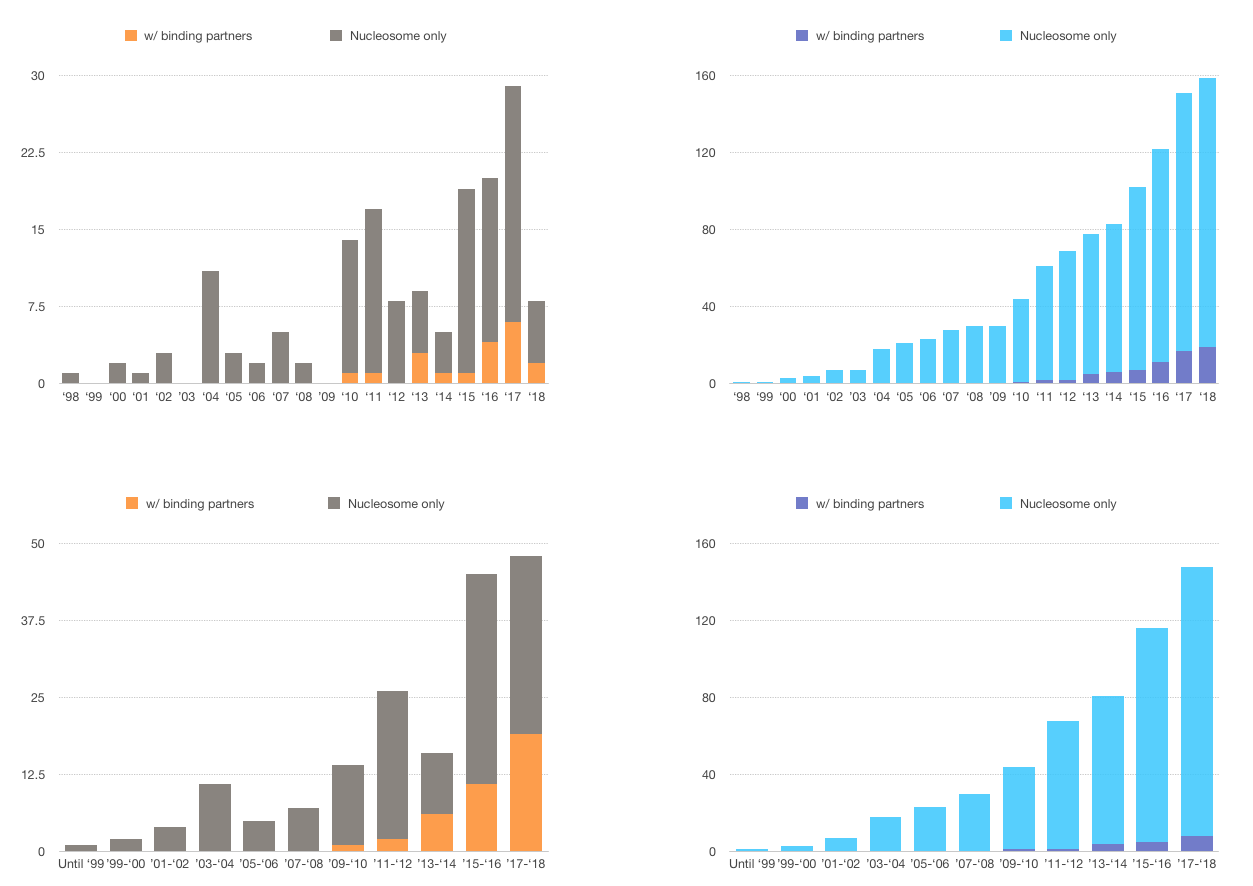 w/ binding partners Nucleosome only
30
22.5
15
7.5
0
‘98 ‘99 ‘00 ‘01 ‘02 ’03 ‘04 ‘05 ‘06 ‘07 ‘08 ‘09 ‘10 ‘11 ‘12 ‘13 ‘14 ‘15 ‘16 ‘17 ‘18
w/ binding partners Nucleosome only
160
120
80
40
0
‘98 ‘99 ‘00 ‘01 ‘02 ’03 ‘04 ‘05 ‘06 ‘07 ‘08 ‘09 ‘10 ‘11 ‘12 ‘13 ‘14 ‘15 ‘16 ‘17 ‘18
w/ binding partners Nucleosome only
50
37.5
25
12.5
0
Until ‘99 ’99-‘00 ’01-‘02 ’03-‘04 ’05-‘06 ’07-‘08 ’09-‘10 ’11-‘12 ’13-‘14 ’15-‘16 ’17-‘18
w/ binding partners Nucleosome only
160
120
80
40
0
Until ‘99 ’99-‘00 ’01-‘02 ’03-‘04 ’05-‘06 ’07-‘08 ’09-‘10 ’11-‘12 ’13-‘14 ’15-‘16 ’17-‘18